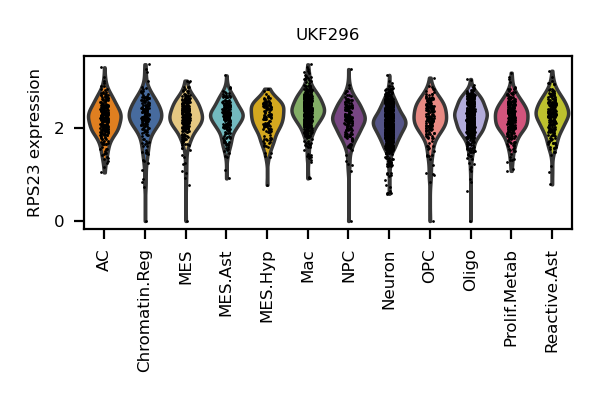 UKF296
RPS23 expression
2
0
AC
Chromatin.Reg
MES
MES.Ast
MES.Hyp
Mac
NPC
Neuron
OPC
Oligo
Prolif.Metab
Reactive.Ast